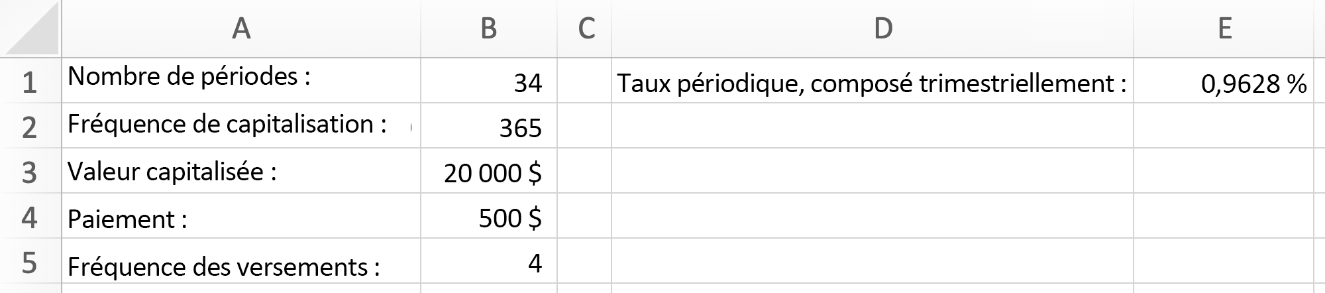 A B C D E
1 Nombre de périodes : 34 Taux périodique, composé trimestriellement : 0,9628 %
2 Fréquence de capitalisation : 365
3 Valeur capitalisée : 20 000 $
4 Paiement : 500 $
5 Fréquence des versements : 4